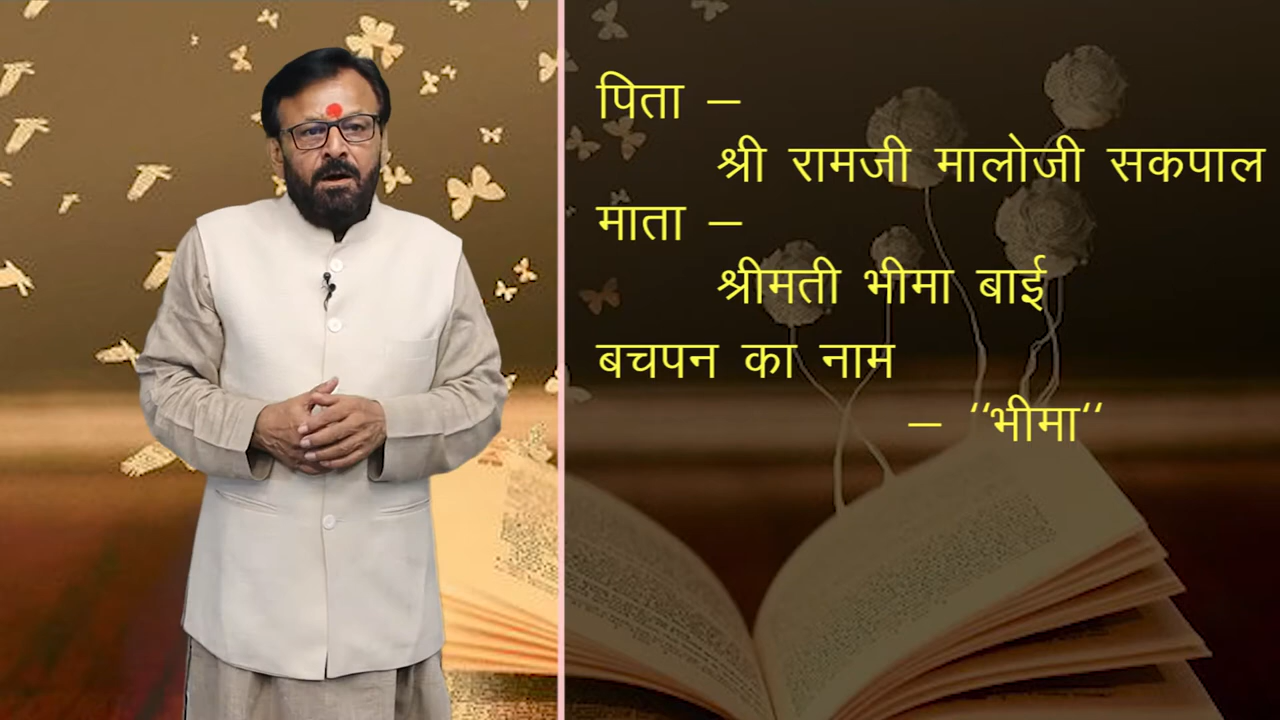 पिता –
श्री रामजी मालोजी सकपाल
माता –
श्रीमती भीमा बाई
बचपन का नाम
– “भीमा“